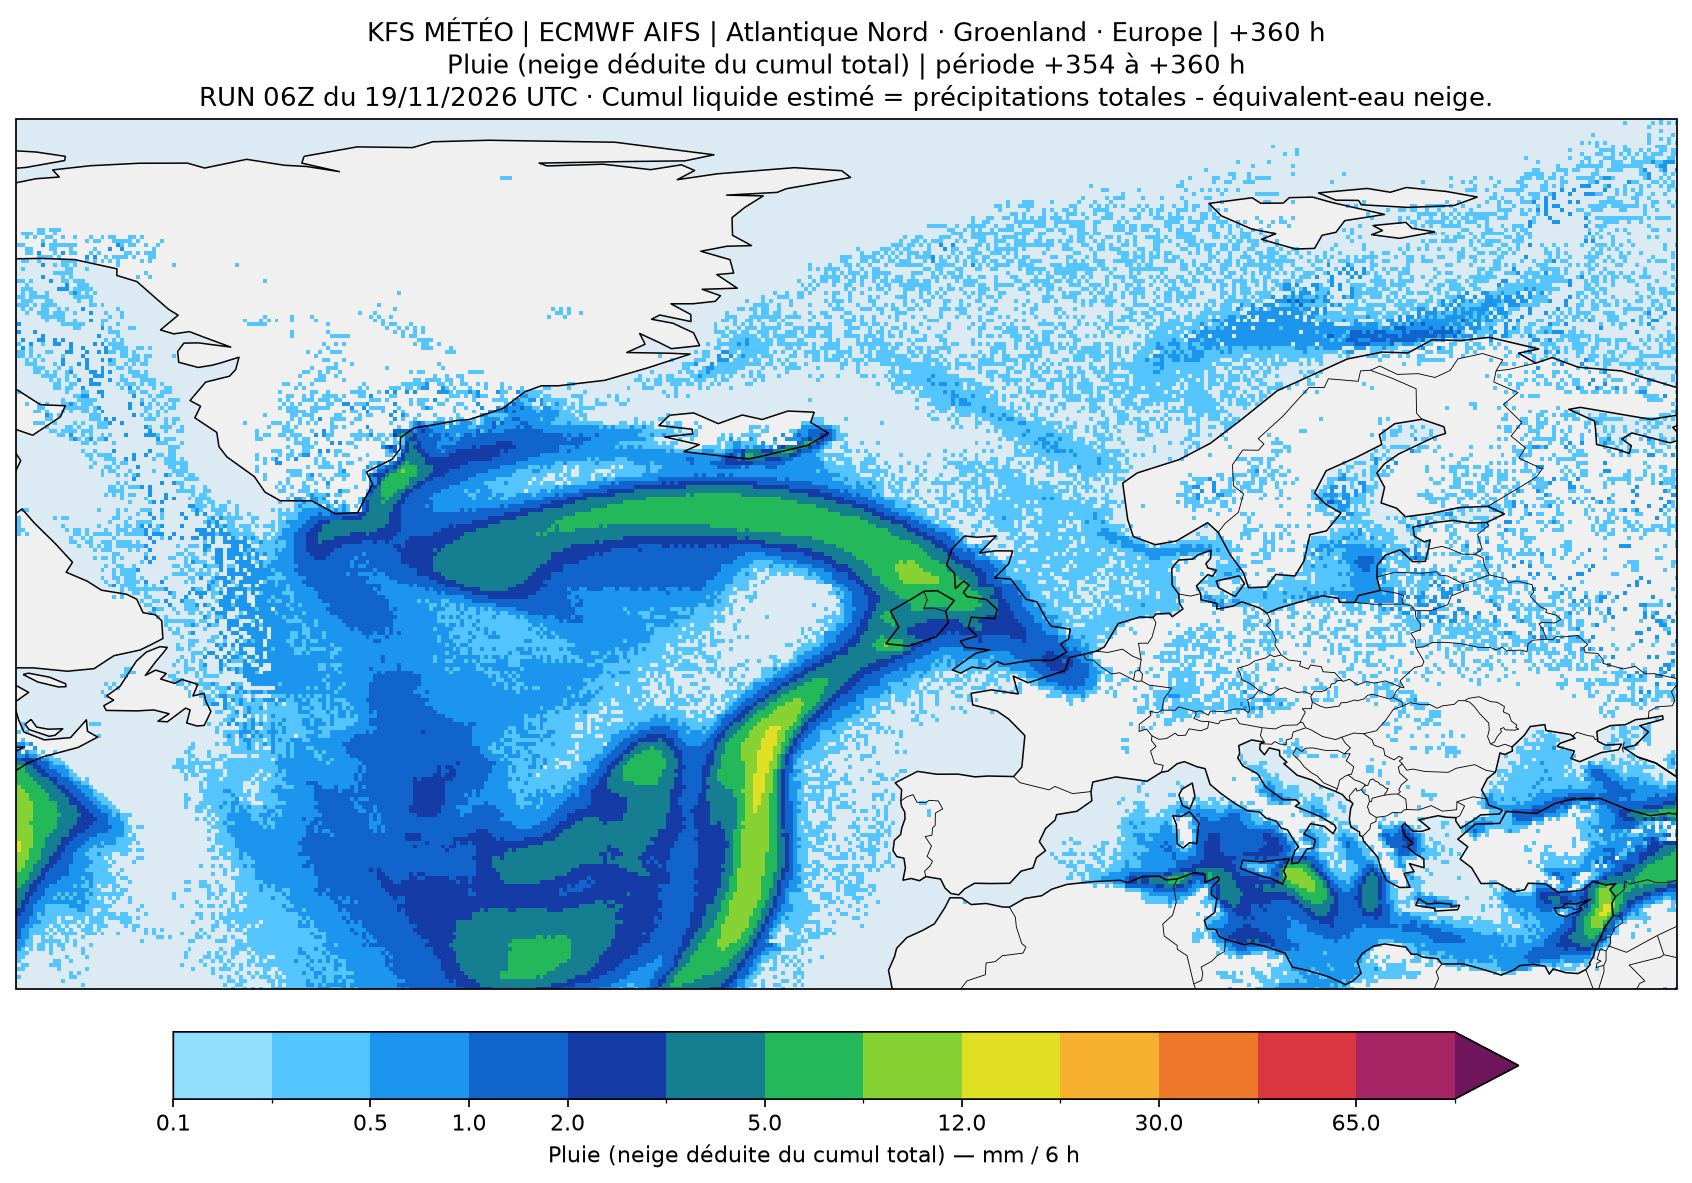 KFS MÉTÉO | ECMWF AIFS | Atlantique Nord · Groenland · Europe | +360 h
Pluie (neige déduite du cumul total) | période +354 à +360 h
RUN 06Z du 19/11/2026 UTC · Cumul liquide estimé = précipitations totales - équivalent-eau neige.
0.1 0.5 1.0 2.0 5.0 12.0 30.0 65.0
Pluie (neige déduite du cumul total) — mm / 6 h